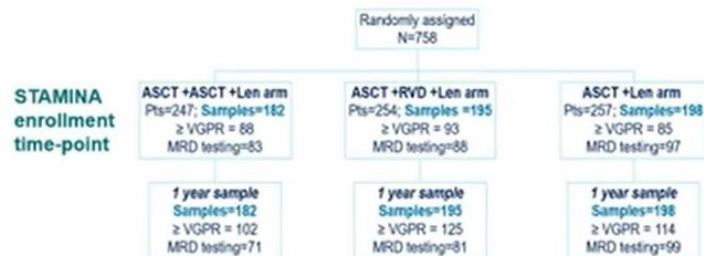 Randomly assigned
N=758
STAMINA
enrollment
time-point
ASCT +ASCT +Len arm
Pts=247; Samples=182
≥ VGPR = 88
MRD testing=83
ASCT +RVD +Len arm
Pts=254; Samples =195
≥ VGPR = 93
MRD testing=88
ASCT +Len arm
Pts=257; Samples=198
≥ VGPR = 85
MRD testing=97
1 year sample
Samples=182
≥ VGPR = 102
MRD testing=71
1 year sample
Samples=195
≥ VGPR = 125
MRD testing=81
1 year sample
Samples=198
≥ VGPR = 114
MRD testing=99